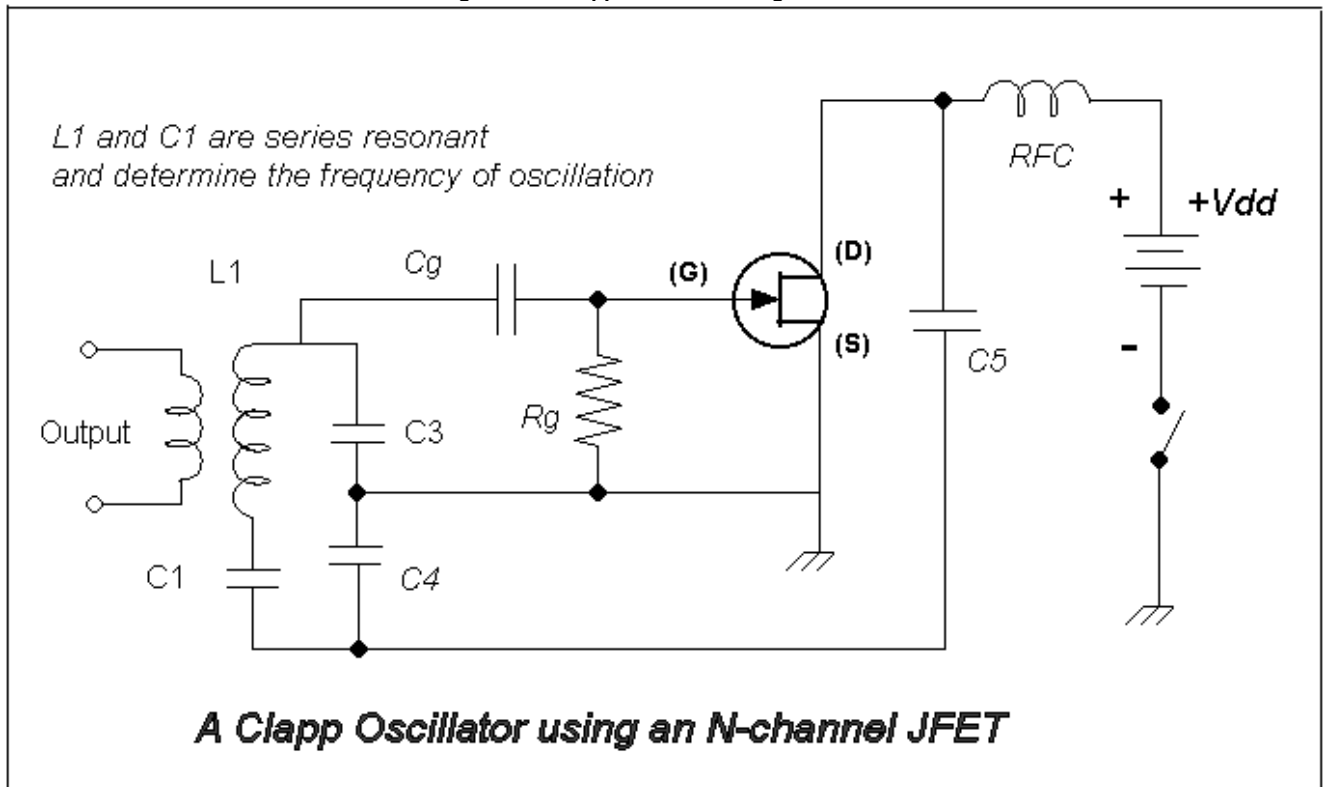 L1 and C1 are series resonant
and determine the frequency of oscillation
RFC
+ +Vdd
L1
Cg
(G)
(D)
(S)
-
C5
Output
C3
Rg
C1
C4
A Clapp Oscillator using an N-channel JFET